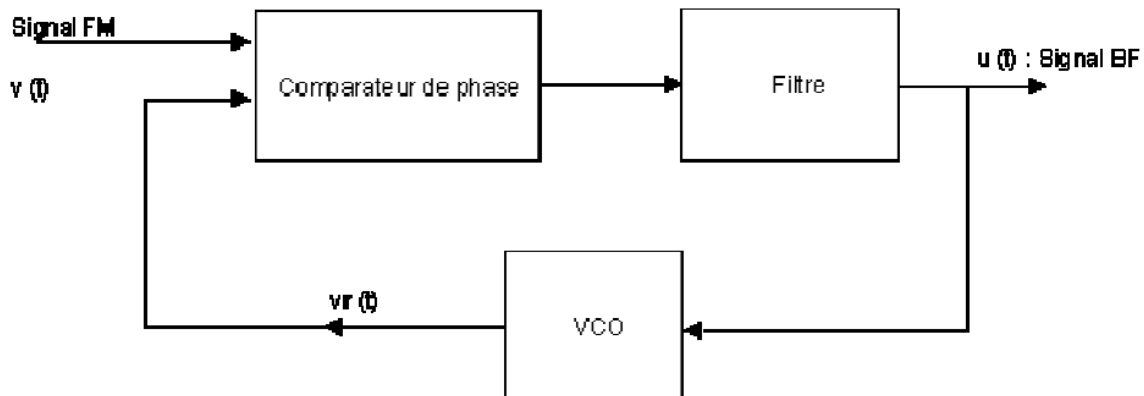 Signal FM
v (t)
Comparateur de phase
Filtre
u (t) : Signal BF
vr (t)
VCO